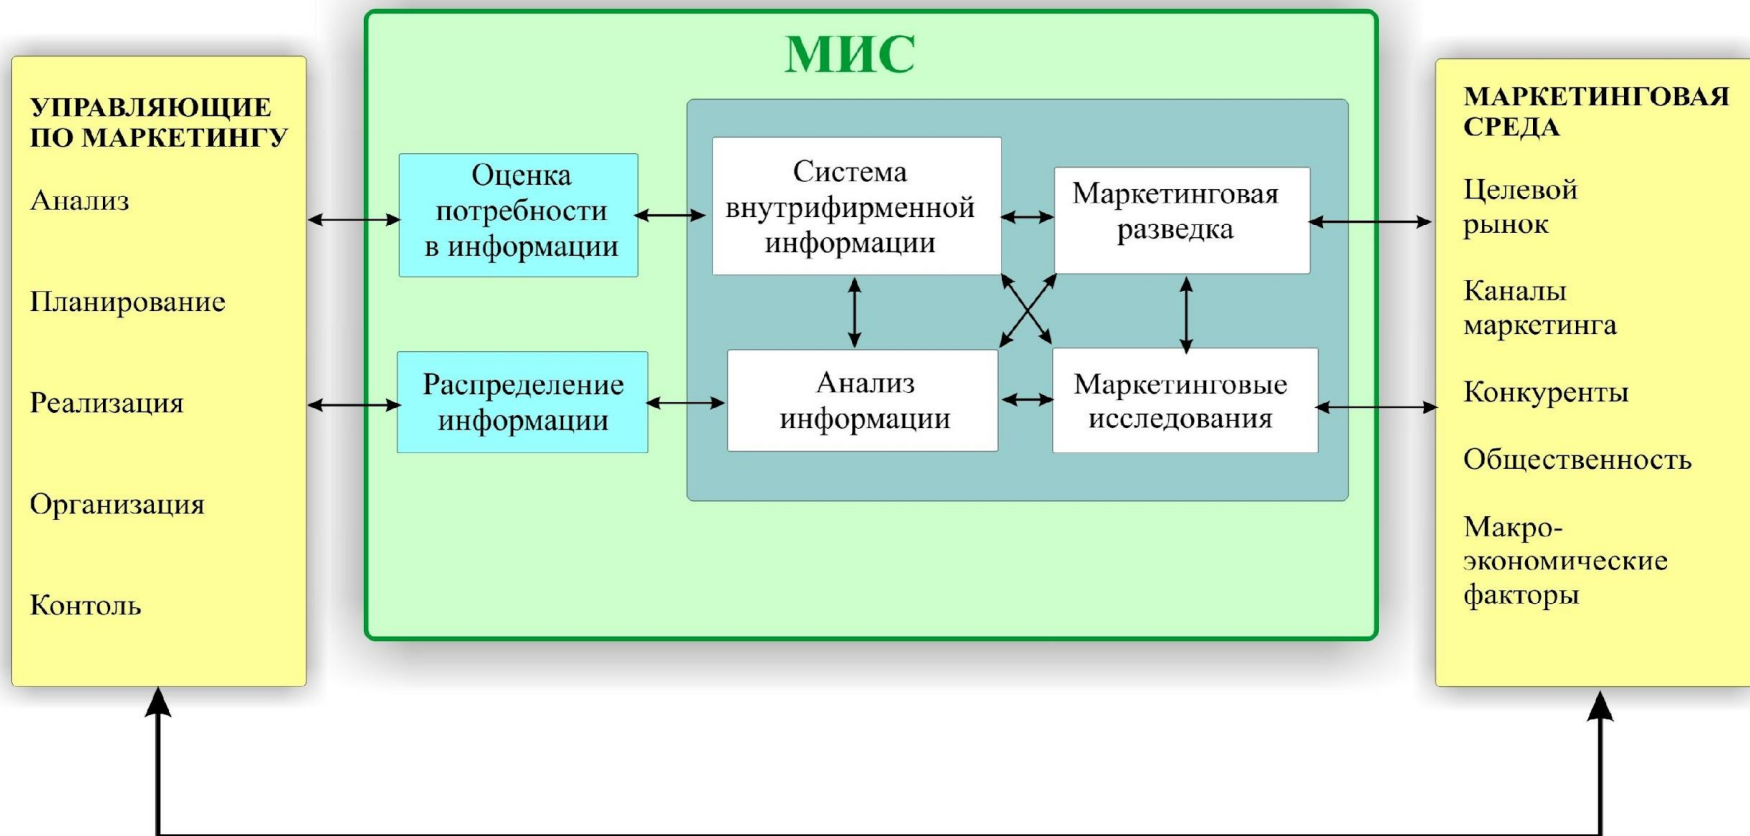 МИС
УПРАВЛЯЮЩИЕ
ПО МАРКЕТИНГУ
Анализ
Планирование
Реализация
Организация
Контоль
Оценка
потребности
в информации
Распределение
информации
Система
внутрифирменной
информации
Маркетинговая
разведка
Анализ
информации
Маркетинговые
исследования
МАРКЕТИНГОВАЯ
СРЕДА
Целевой
рынок
Каналы
маркетинга
Конкуренты
Общественность
Макро-
экономические
факторы